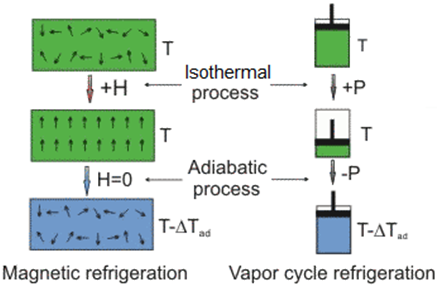 T
T
Isothermal
process
+H
+P
T
T
Adiabatic
process
H=0
-P
T-ΔTad
T-ΔTad
Magnetic refrigeration
Vapor cycle refrigeration